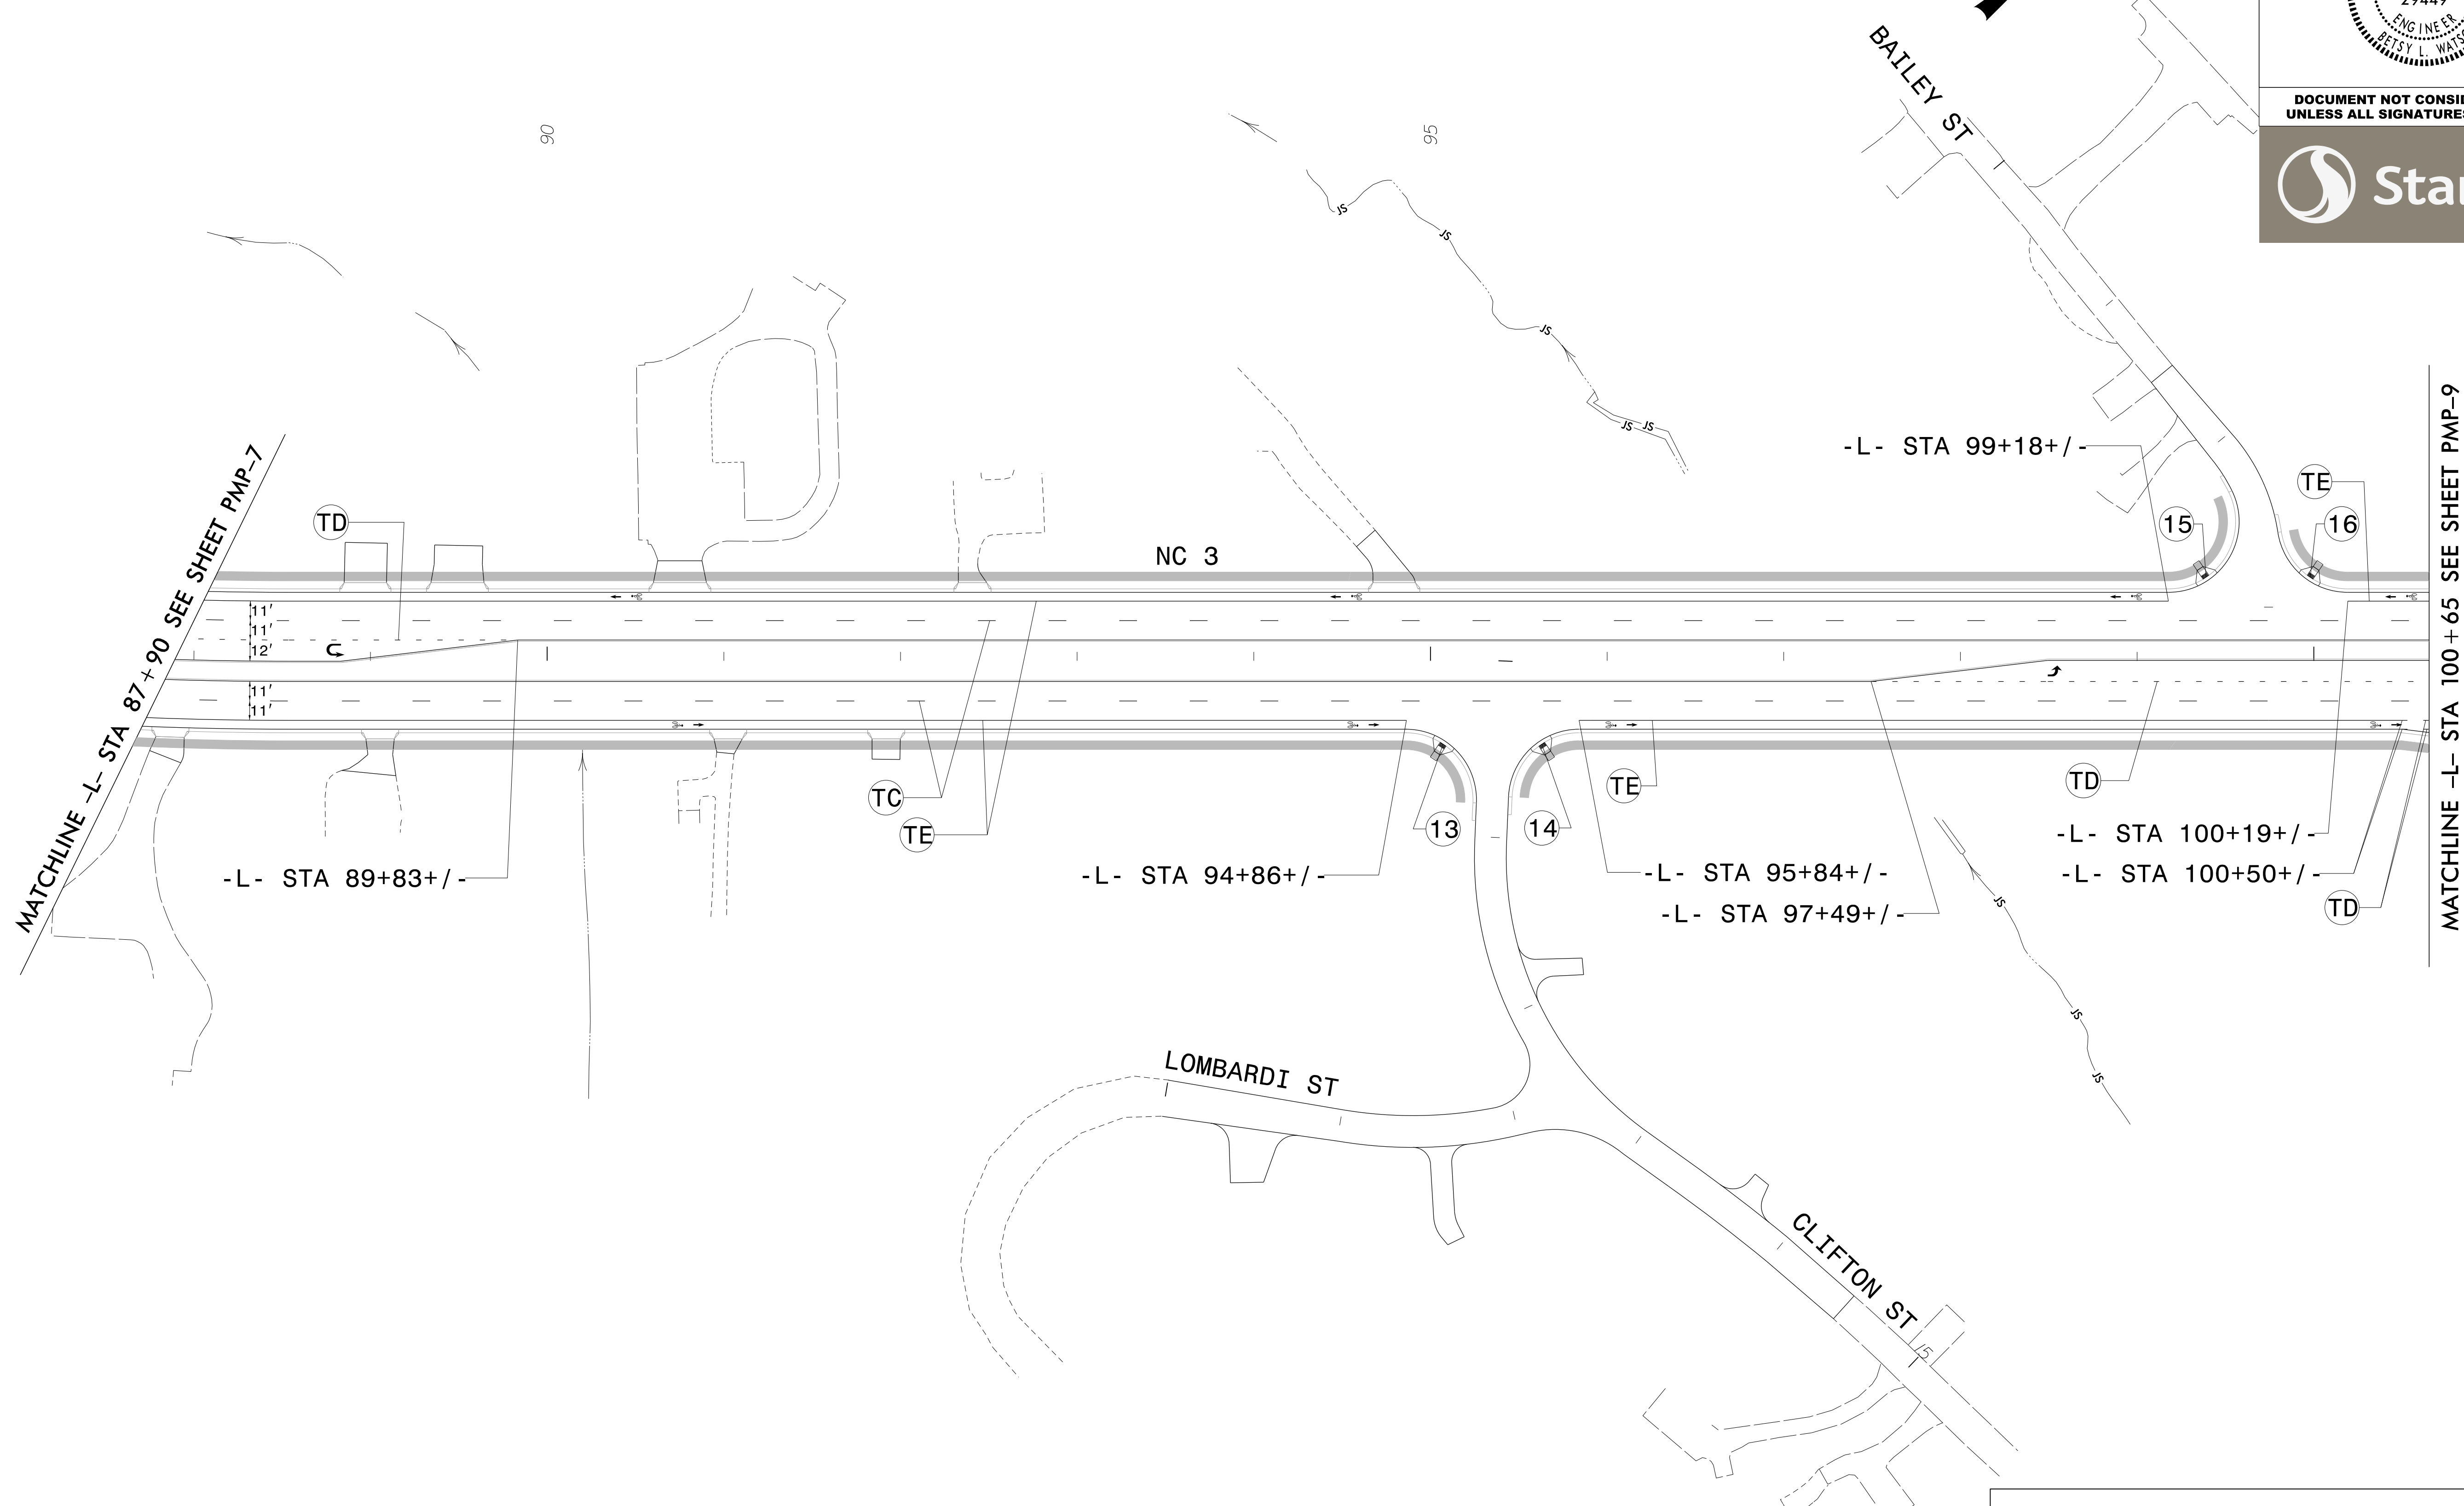 ENGINEER
BETSY L.
DOCUMENT NOT
UNLESS ALL
BAILEY ST
90
95
JS
JS
JS
JS
JS
-L- STA 99+18+/-
TE
15
16
MATCHLINE -L- STA 87+90 SEE SHEET PMP-7
TD
NC 3
11'
11'
12'
11'
11'
TC
TE
13
14
TE
TD
-L- STA 89+83+/-
-L- STA 94+86+/-
-L- STA 95+84+/-
-L- STA 97+49+/-
-L- STA 100+19+/-
-L- STA 100+50+/-
TD
MATCHLINE -L- STA 100+65 SEE SHEET PMP-9
JS
JS
JS
LOMBARDI ST
CLIFTON ST
15